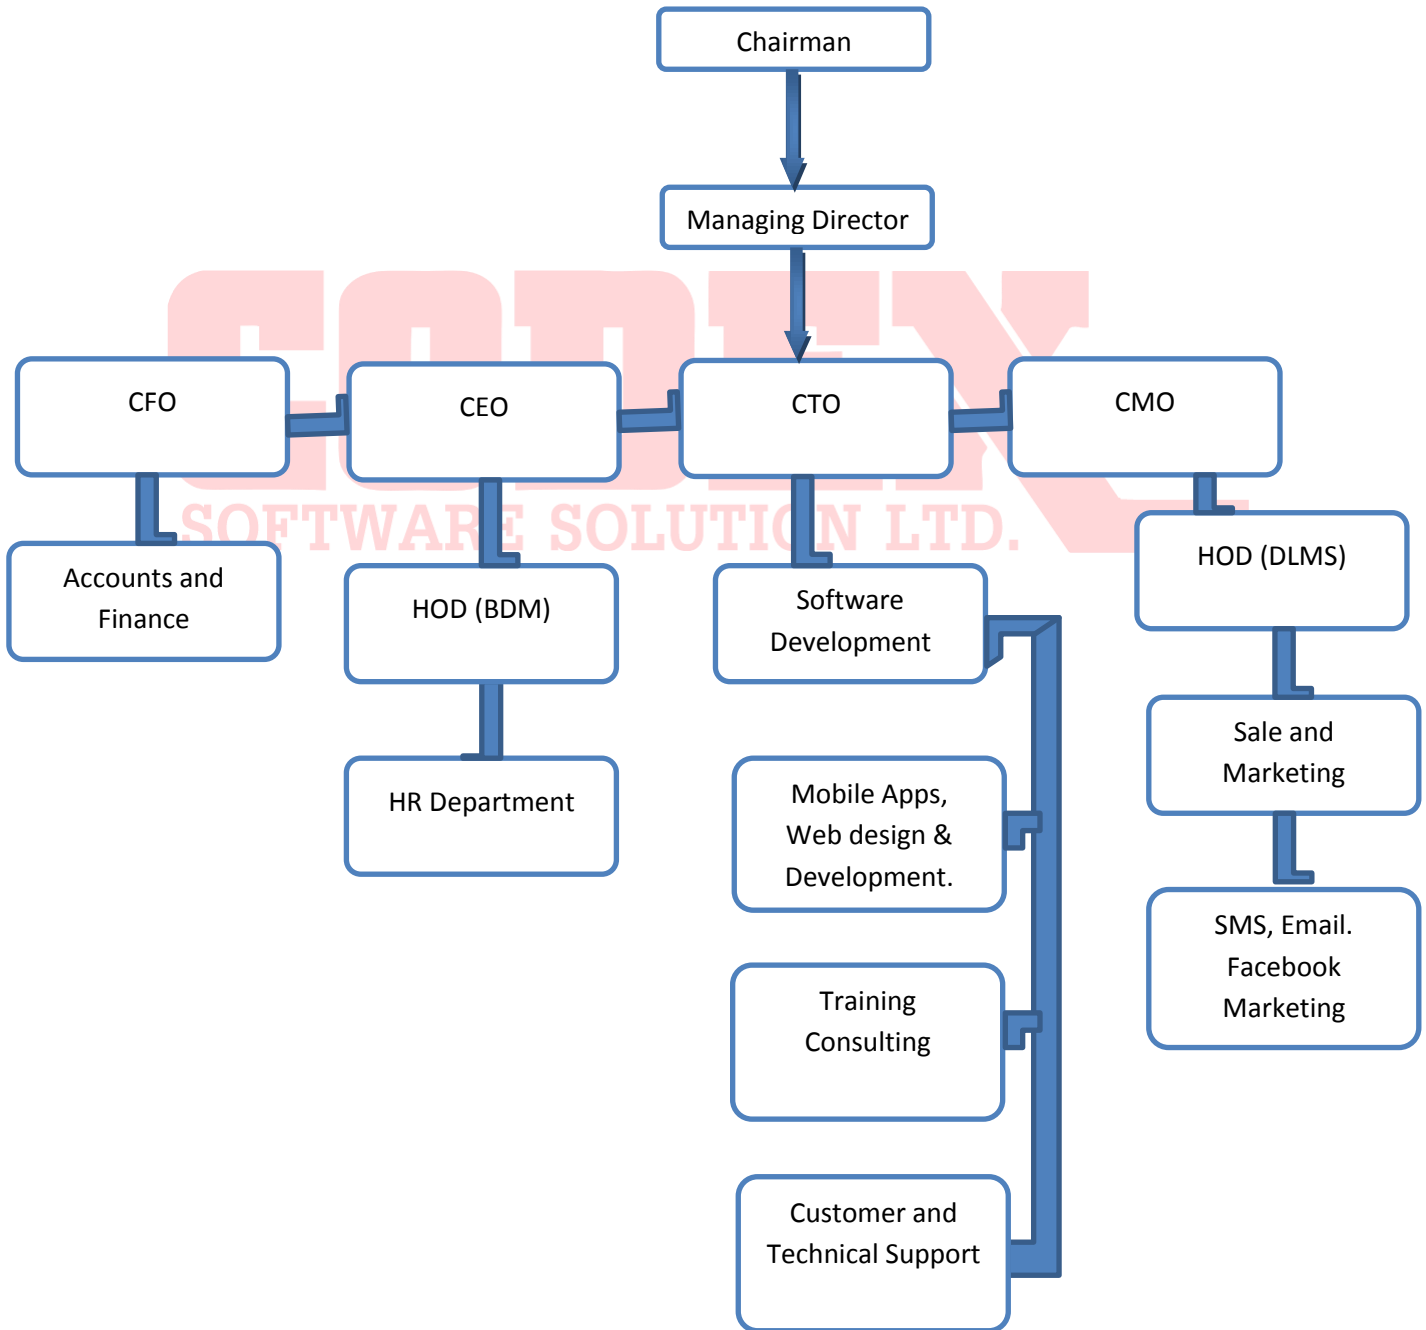 Chairman
Managing Director
CODEX
SOFTWARE SOLUTION LTD.
CFO
CEO
CTO
CMO
Accounts and
Finance
HOD (BDM)
Software
Development
HOD (DLMS)
HR Department
Mobile Apps,
Web design &
Development.
Sale and
Marketing
Training
Consulting
SMS, Email.
Facebook
Marketing
Customer and
Technical Support